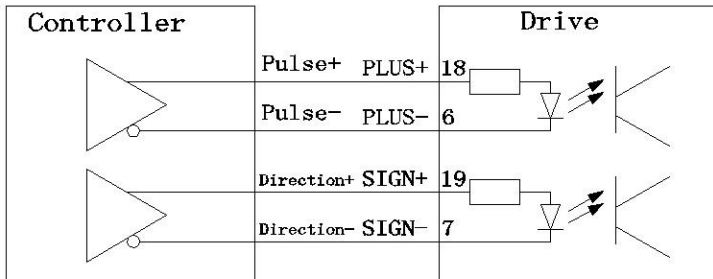 Controller
Drive
Pulse+ PLUS+ 18
Pulse- PLUS- 6
Direction+ SIGN+ 19
Direction- SIGN- 7